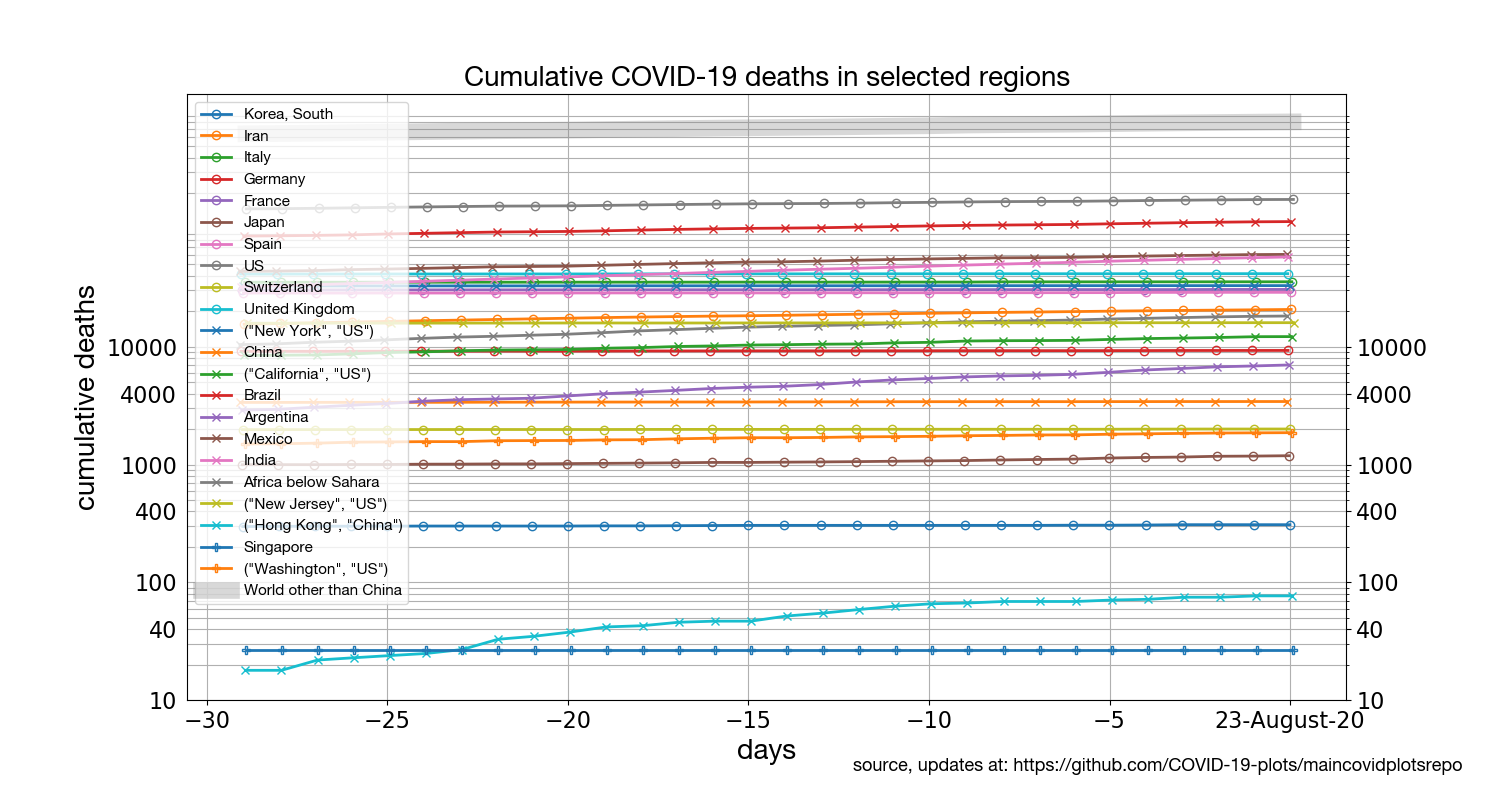 Cumulative COVID-19 deaths in selected regions
cumulative deaths
Korea, South
Iran
Italy
Germany
France
Japan
Spain
US
Switzerland
United Kingdom
("New York", "US")
China
("California", "US")
Brazil
Argentina
Mexico
India
Africa below Sahara
("New Jersey", "US")
("Hong Kong", "China")
Singapore
("Washington", "US")
World other than China
10000
4000
1000
400
100
40
10
10000
4000
1000
400
100
40
10
−30 −25 −20 −15 −10 −5 23-August-20
days
source, updates at: https://github.com/COVID-19-plots/maincovidplotsrepo